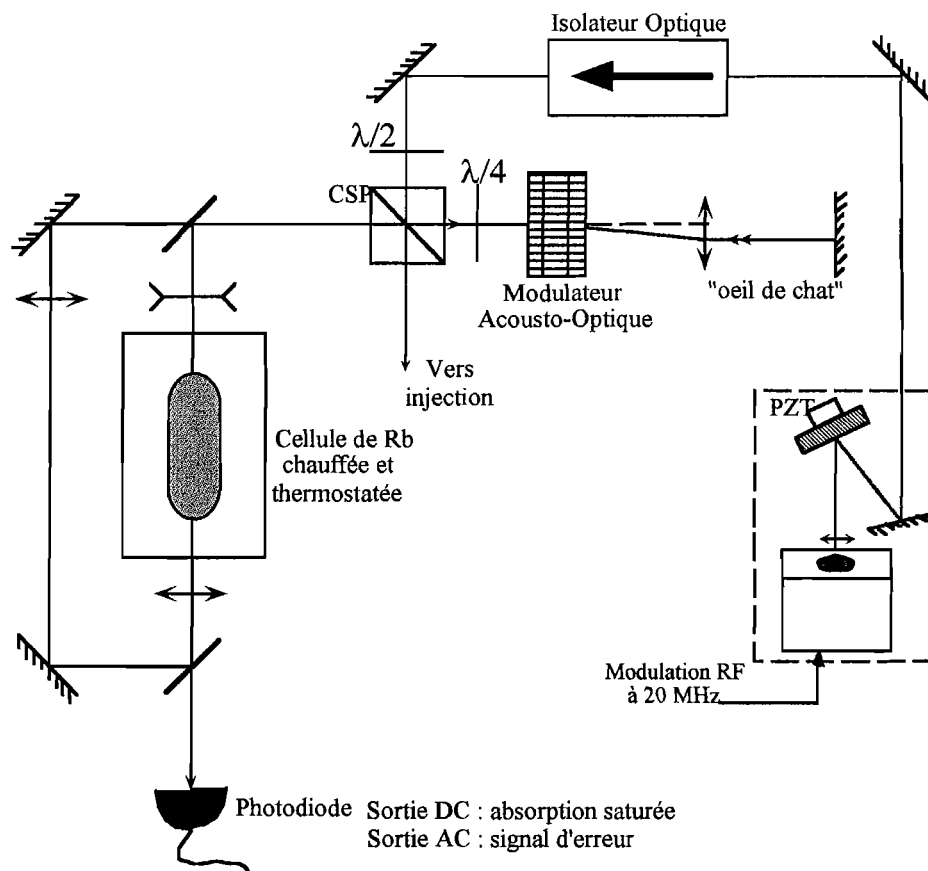 Isolateur Optique
λ/2
λ/4
CSP
"oeil de chat"
Modulateur
Acousto-Optique
Vers
injection
PZT
Cellule de Rb
chauffée et
thermostatée
Modulation RF
à 20 MHz
Photodiode
Sortie DC : absorption saturée
Sortie AC : signal d'erreur